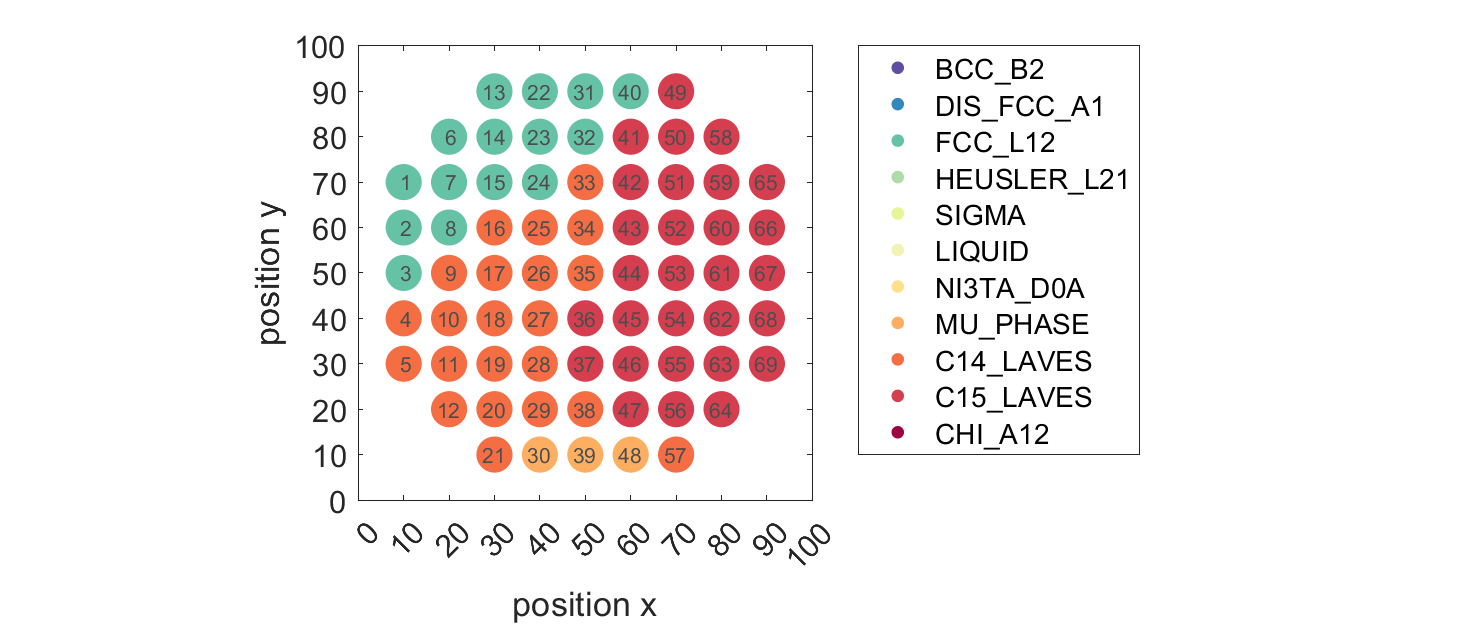 100
90
80
70
60
50
40
30
20
10
0
position y
13 22 31 40 49
6 14 23 32 41 50 58
1 7 15 24 33 42 51 59 65
2 8 16 25 34 43 52 60 66
3 9 17 26 35 44 53 61 67
4 10 18 27 36 45 54 62 68
5 11 19 28 37 46 55 63 69
12 20 29 38 47 56 64
21 30 39 48 57
0 10 20 30 40 50 60 70 80 90 100
position x
BCC_B2
DIS_FCC_A1
FCC_L12
HEUSLER_L21
SIGMA
LIQUID
NI3TA_D0A
MU_PHASE
C14_LAVES
C15_LAVES
CHI_A12